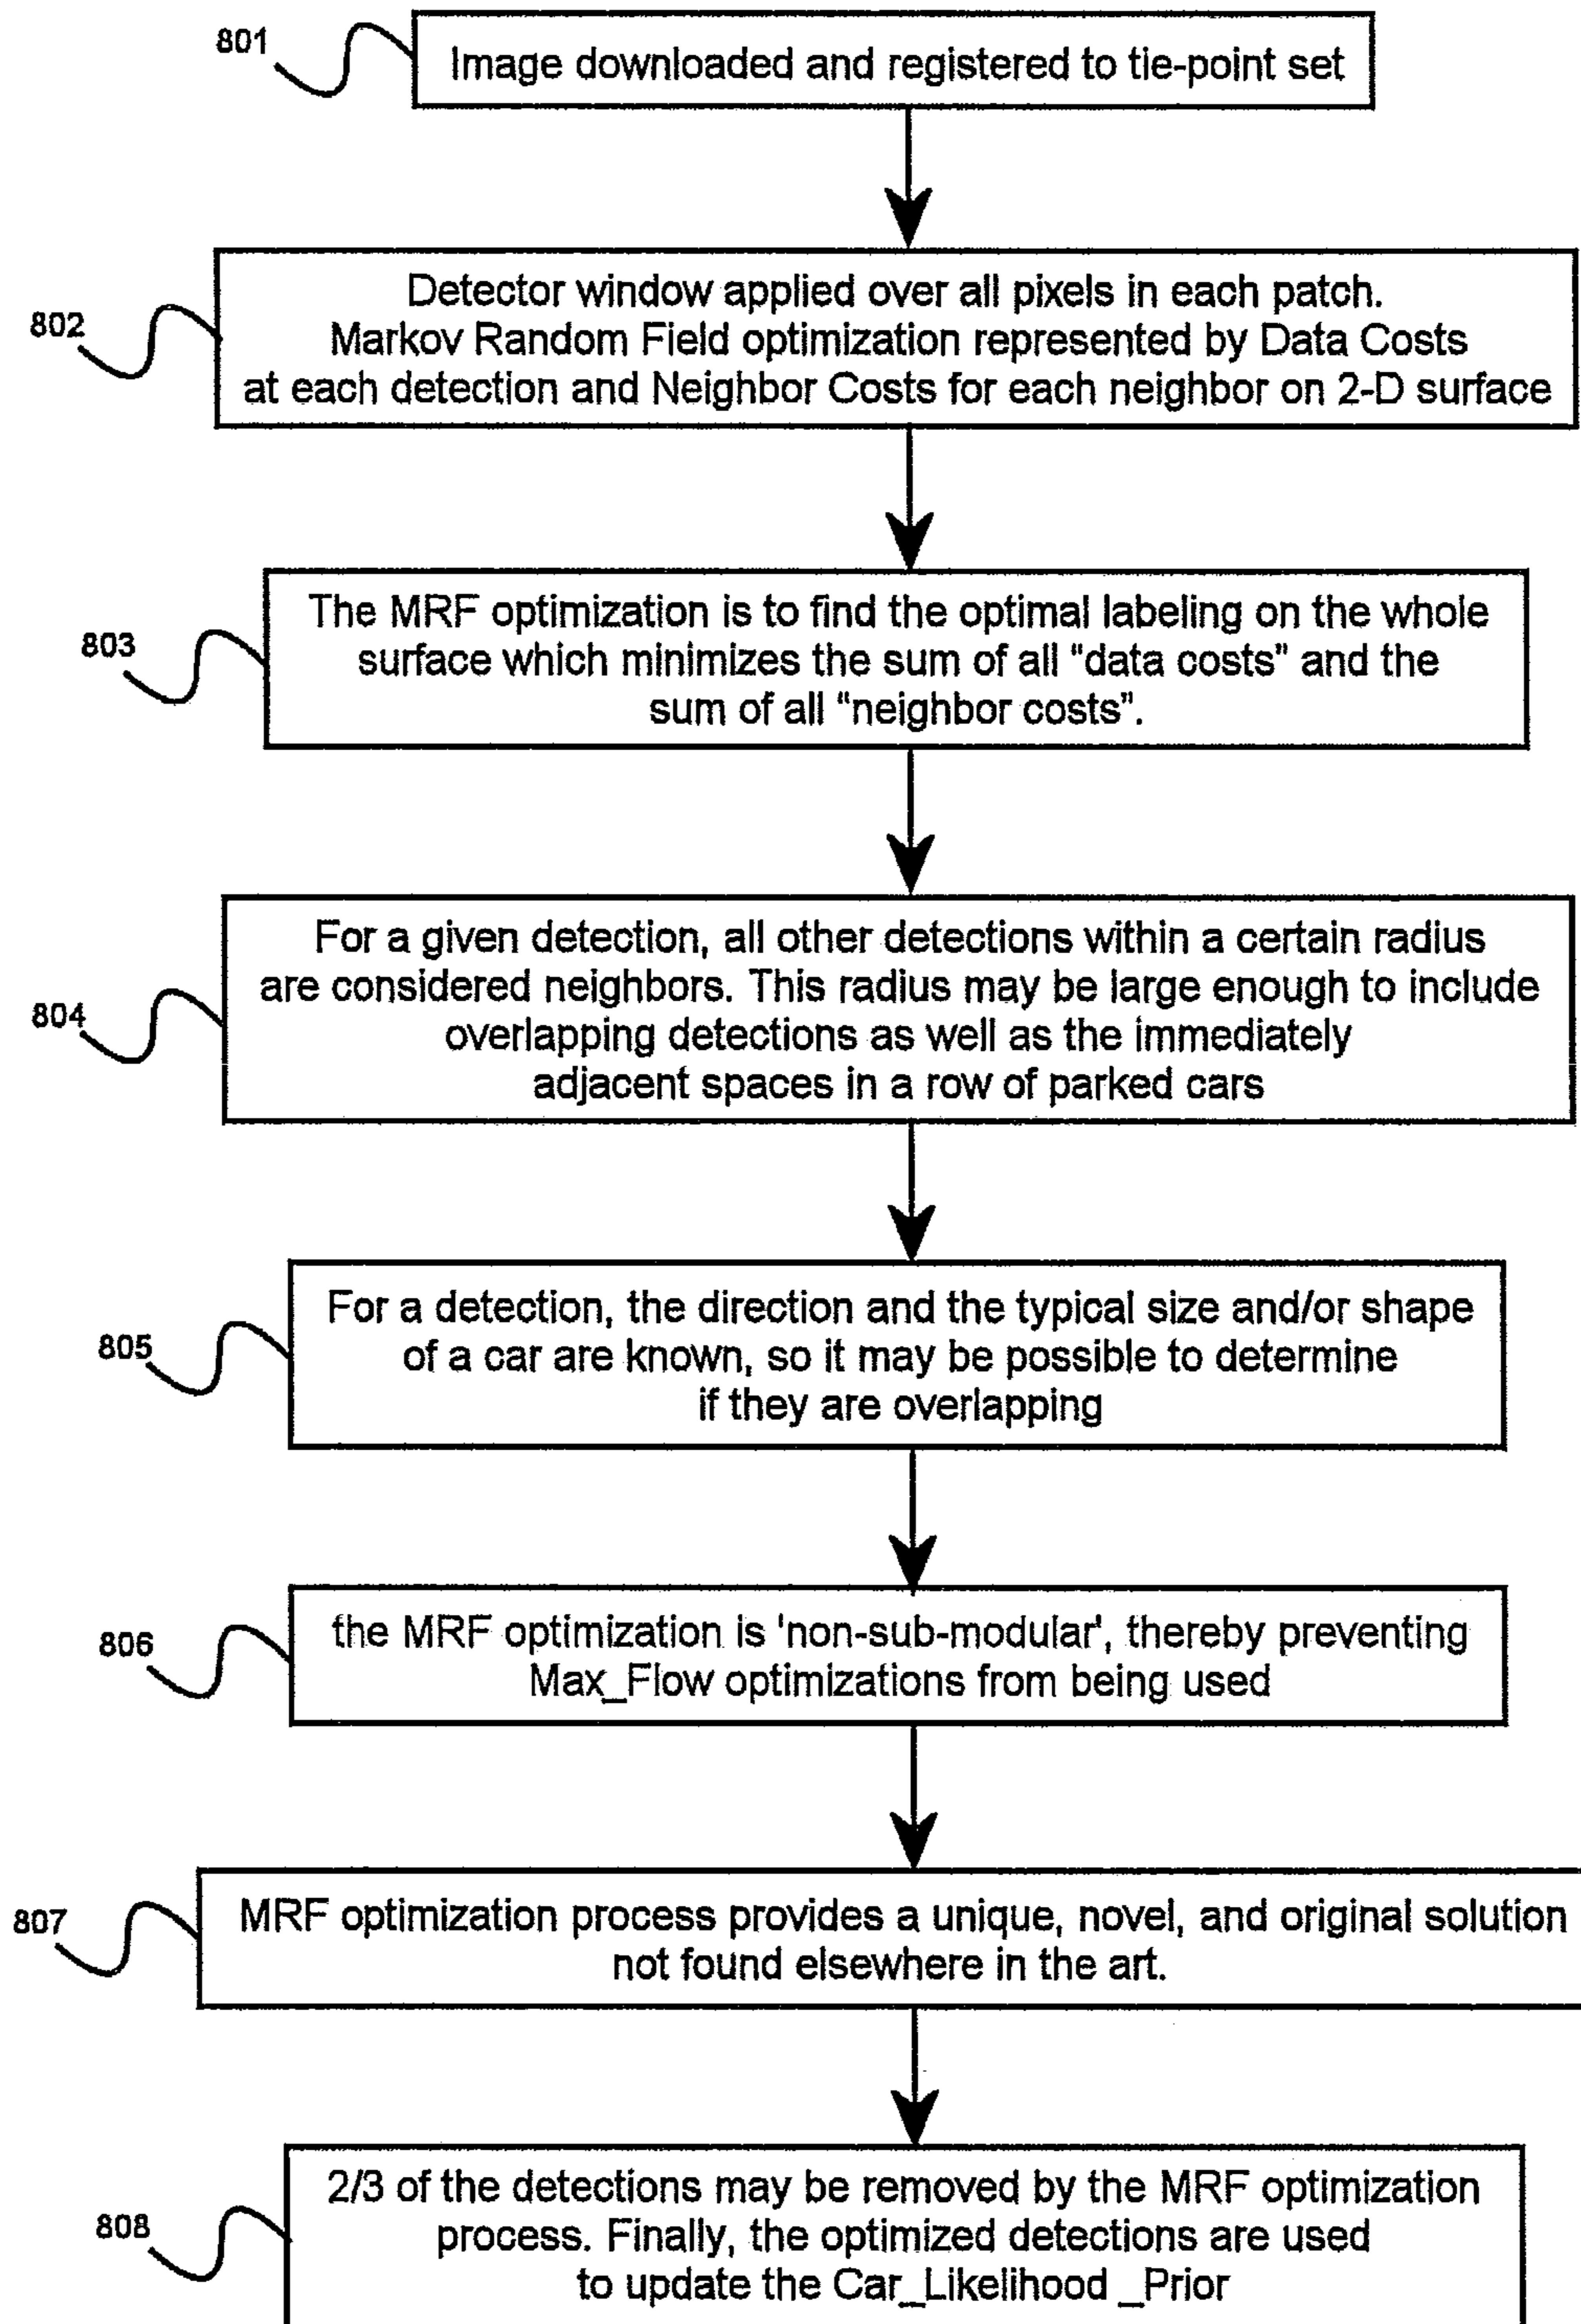 801
Image downloaded and registered to tie-point set
802
Detector window applied over all pixels in each patch.
Markov Random Field optimization represented by Data Costs
at each detection and Neighbor Costs for each neighbor on 2-D surface
803
The MRF optimization is to find the optimal labeling on the whole
surface which minimizes the sum of all "data costs" and the
sum of all "neighbor costs".
804
For a given detection, all other detections within a certain radius
are considered neighbors. This radius may be large enough to include
overlapping detections as well as the immediately
adjacent spaces in a row of parked cars
805
For a detection, the direction and the typical size and/or shape
of a car are known, so it may be possible to determine
if they are overlapping
806
the MRF optimization is 'non-sub-modular', thereby preventing
Max_Flow optimizations from being used
807
MRF optimization process provides a unique, novel, and original solution
not found elsewhere in the art.
808
2/3 of the detections may be removed by the MRF optimization
process. Finally, the optimized detections are used
to update the Car_Likelihood _Prior